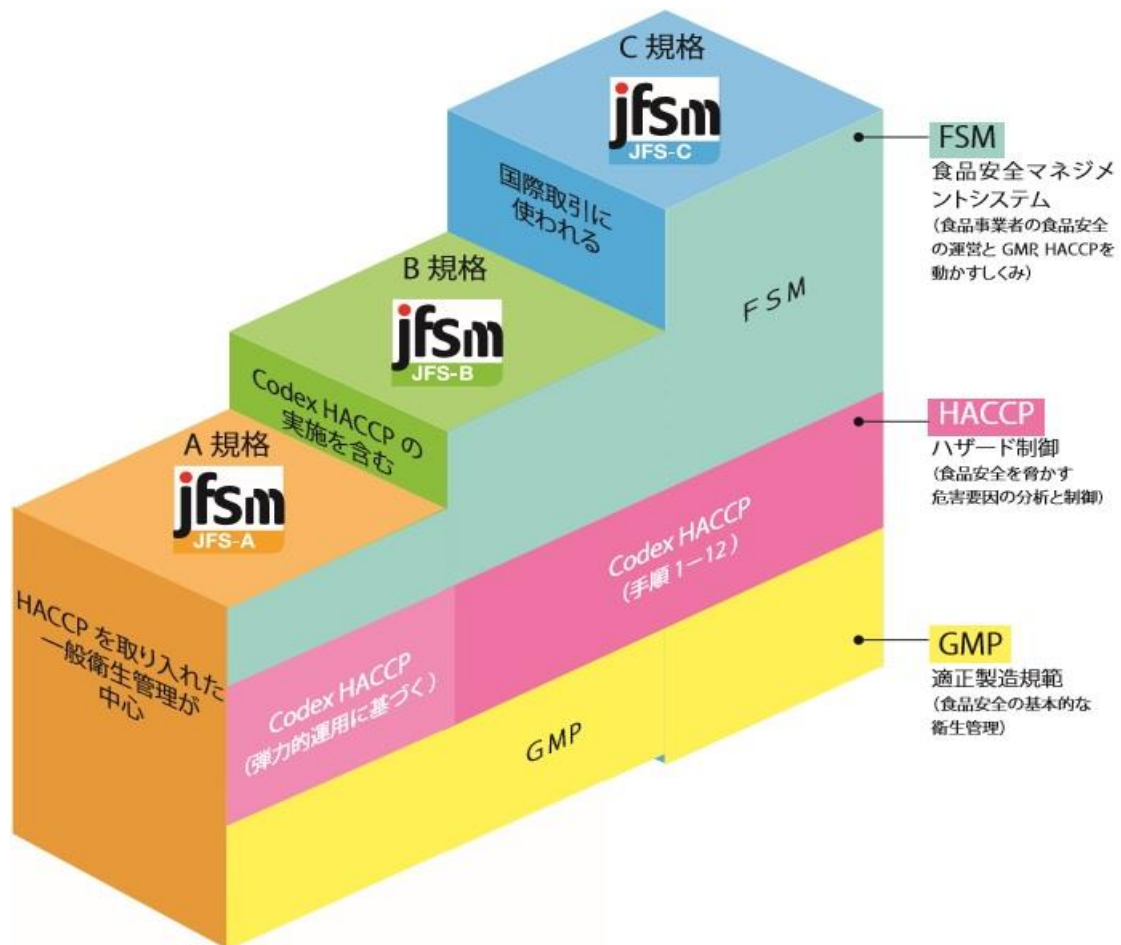 C 規格
jfsm
JFS-C
国際取引に
使われる
B 規格
jfsm
JFS-B
Codex HACCP の
実施を含む
A 規格
jfsm
JFS-A
HACCP を取り入れた
一般衛生管理が
中心
FSM
Codex HACCP
(手順 1－12 )
Codex HACCP
(弾力的運用に基づく)
GMP
FSM
食品安全マネジメ
ントシステム
(食品事業者の食品安全
の運営と GMP, HACCPを
動かすしくみ)
HACCP
ハザード制御
(食品安全を脅かす
危害要因の分析と制御)
GMP
適正製造規範
(食品安全の基本的な
衛生管理)